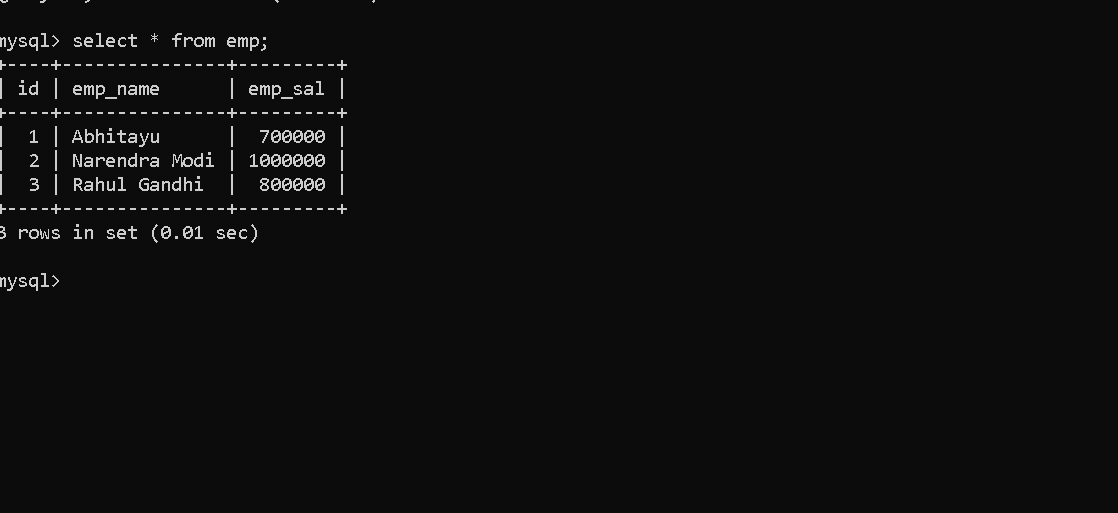 mysql> select * from emp;
+----+---------------+---------+
| id | emp_name      | emp_sal |
+----+---------------+---------+
|  1 | Abhitayu      |  700000 |
|  2 | Narendra Modi | 1000000 |
|  3 | Rahul Gandhi  |  800000 |
+----+---------------+---------+
3 rows in set (0.01 sec)
mysql>